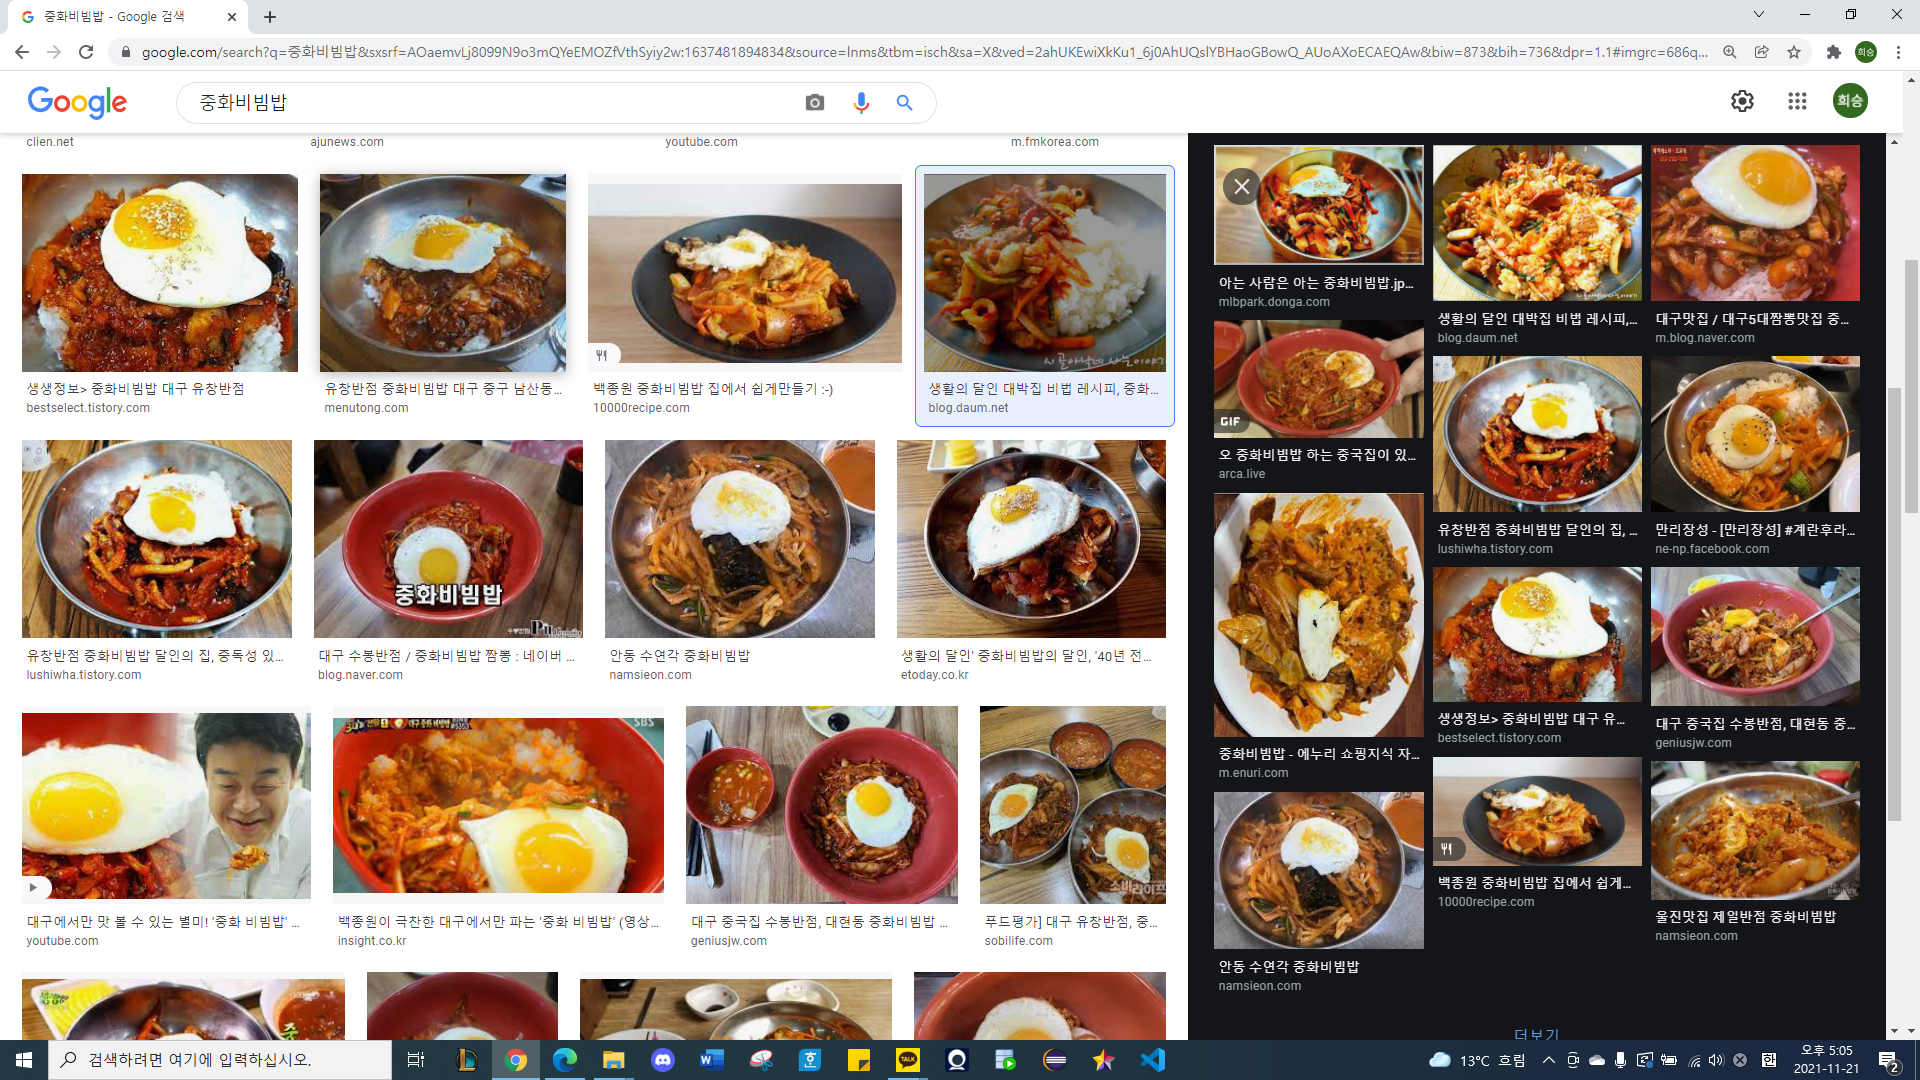 중화비빔밥 - Google 검색
google.com/search?q=중화비빔밥&sxsrf=AOaemvLj8099N9o3mQYeEMOZfVthSyiy2w:1637481894834&source=lnms&tbm=isch&sa=X&ved=2ahUKEwiXkKu1_6j0AhUQslYBHaoGBowQ_AUoAXoECAEQAw&biw=873&bih=736&dpr=1.1#imgrc=686q...
희승
Google
중화비빔밥
희승
clien.net
ajunews.com
youtube.com
m.fmkorea.com
시골아낙네 사는이야기
생생정보> 중화비빔밥 대구 유창반점
bestselect.tistory.com
유창반점 중화비빔밥 대구 중구 남산동...
menutong.com
백종원 중화비빔밥 집에서 쉽게만들기 :-)
10000recipe.com
생활의 달인 대박집 비법 레시피, 중화...
blog.daum.net
중화비빔밥
유창반점 중화비빔밥 달인의 집, 중독성 있...
lushiwha.tistory.com
대구 수봉반점 / 중화비빔밥 짬뽕 : 네이버 ...
blog.naver.com
안동 수연각 중화비빔밥
namsieon.com
생활의 달인' 중화비빔밥의 달인, '40년 전...
etoday.co.kr
SBS
소비라이프
대구에서만 맛 볼 수 있는 별미! '중화 비빔밥' ...
youtube.com
백종원이 극찬한 대구에서만 파는 '중화 비빔밥' (영상...
insight.co.kr
대구 중국집 수봉반점, 대현동 중화비빔밥 ...
geniusjw.com
푸드평가] 대구 유창반점, 중...
sobilife.com
아는 사람은 아는 중화비빔밥.jp...
mlbpark.donga.com
GIF
오 중화비빔밥 하는 중국집이 있...
arca.live
중화비빔밥 - 에누리 쇼핑지식 자...
m.enuri.com
안동 수연각 중화비빔밥
namsieon.com
생활의 달인 대박집 비법 레시피,...
blog.daum.net
유창반점 중화비빔밥 달인의 집, ...
lushiwha.tistory.com
생생정보> 중화비빔밥 대구 유...
bestselect.tistory.com
백종원 중화비빔밥 집에서 쉽게...
10000recipe.com
대구맛집 / 대구5대짬뽕맛집 중...
m.blog.naver.com
만리장성 - [만리장성] #계란후라...
ne-np.facebook.com
대구 중국집 수봉반점, 대현동 중...
geniusjw.com
울진맛집 제일반점 중화비빔밥
namsieon.com
더보기
검색하려면 여기에 입력하십시오.
TALK
13°C 흐림
한
오후 5:05
2021-11-21
2